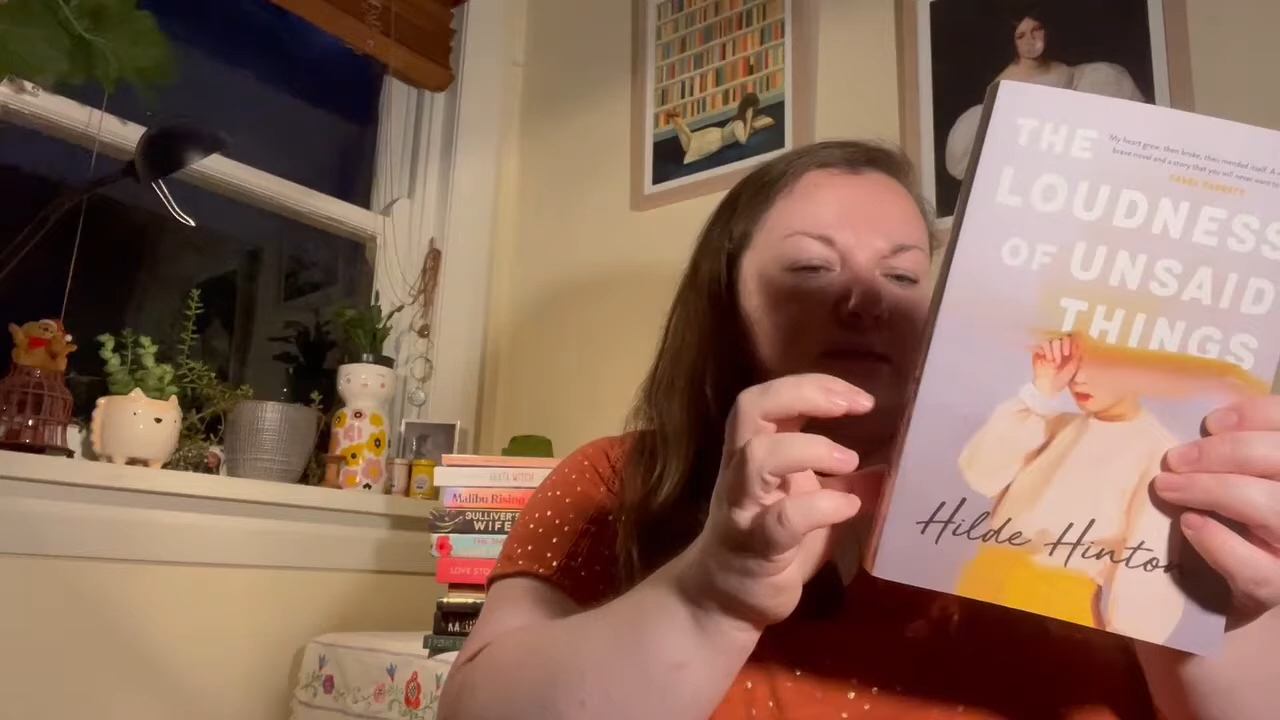 THE
LOUDNESS
OF UNSAID
THINGS
'My heart grew, then broke, then mended itself. A
brave novel and a story that you will never want to
Hilde Hinton
Malibu Rising
GULLIVER'S
WIFE
LOVE STO